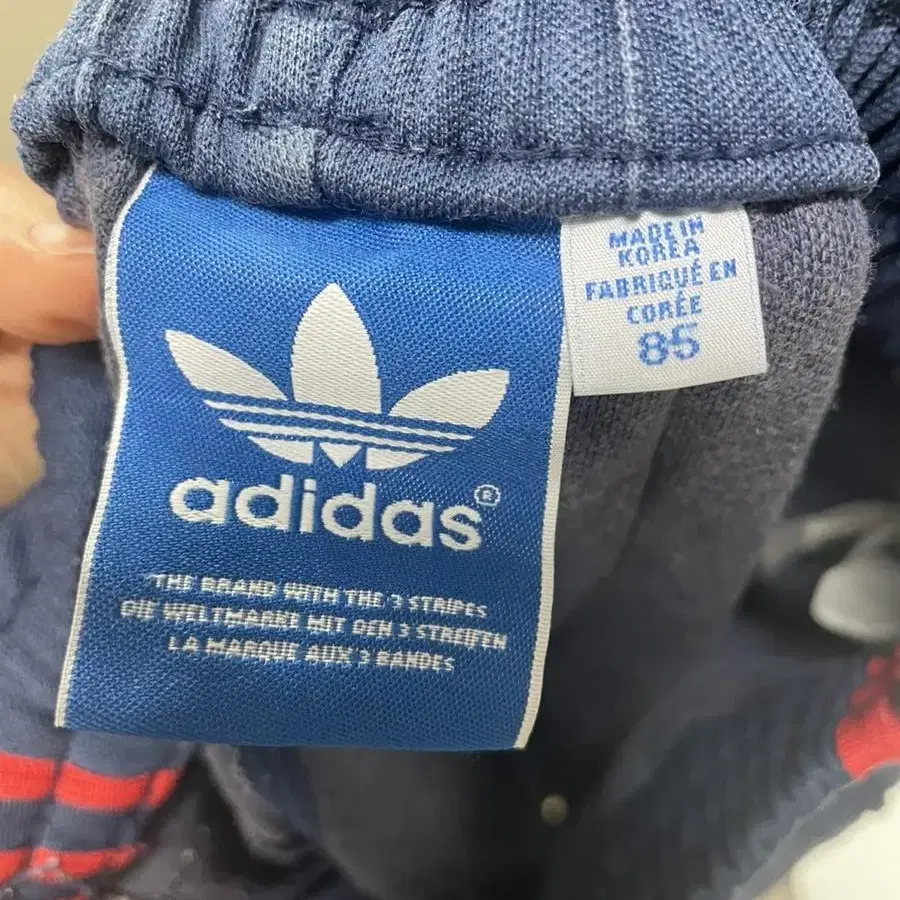 adidas®
THE BRAND WITH THE 3 STRIPES
DIE WELTMARKE MIT DEN 3 STREIFEN
LA MARQUE AUX 3 BANDES
MADE IN
KOREA
FABRIQUÉ EN
CORÉE
85